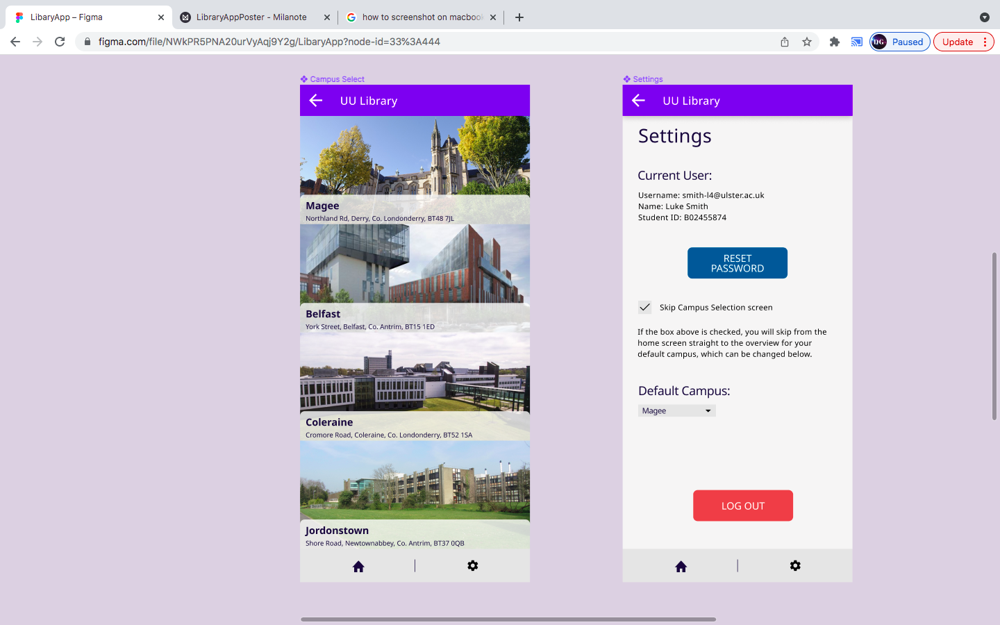 LibaryApp – Figma
LibraryAppPoster - Milanote
how to screenshot on macbook
figma.com/file/NWkPR5PNA20urVyAqj9Y2g/LibaryApp?node-id=33%3A444
DG
Paused
Update
Campus Select
UU Library
Magee
Northland Rd, Derry, Co. Londonderry, BT48 7JL
Belfast
York Street, Belfast, Co. Antrim, BT15 1ED
Coleraine
Cromore Road, Coleraine, Co. Londonderry, BT52 1SA
Jordonstown
Shore Road, Newtownabbey, Co. Antrim, BT37 0QB
Settings
UU Library
Settings
Current User:
Username: smith-l4@ulster.ac.uk
Name: Luke Smith
Student ID: B02455874
RESET
PASSWORD
Skip Campus Selection screen
If the box above is checked, you will skip from the
home screen straight to the overview for your
default campus, which can be changed below.
Default Campus:
Magee
LOG OUT